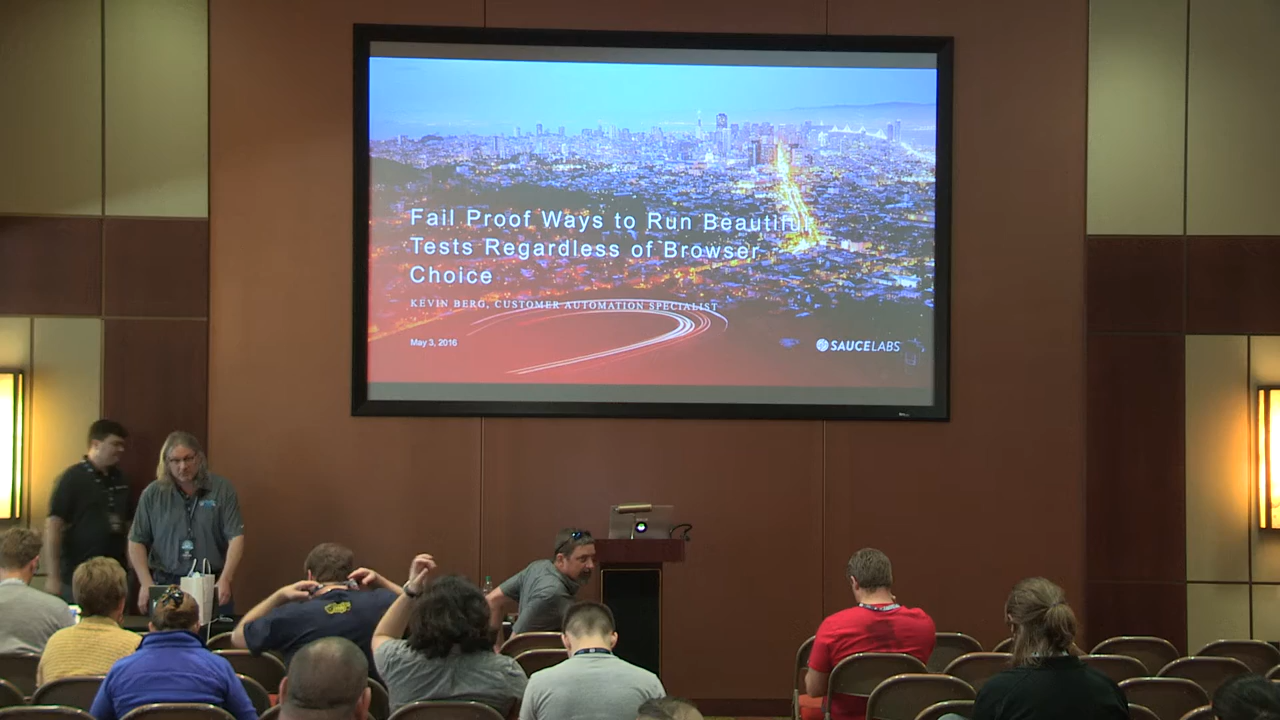 Fail Proof Ways to Run Beautiful
Tests Regardless of Browser
Choice
KEVIN BERG, CUSTOMER AUTOMATION SPECIALIST
May 3, 2016
SAUCELABS